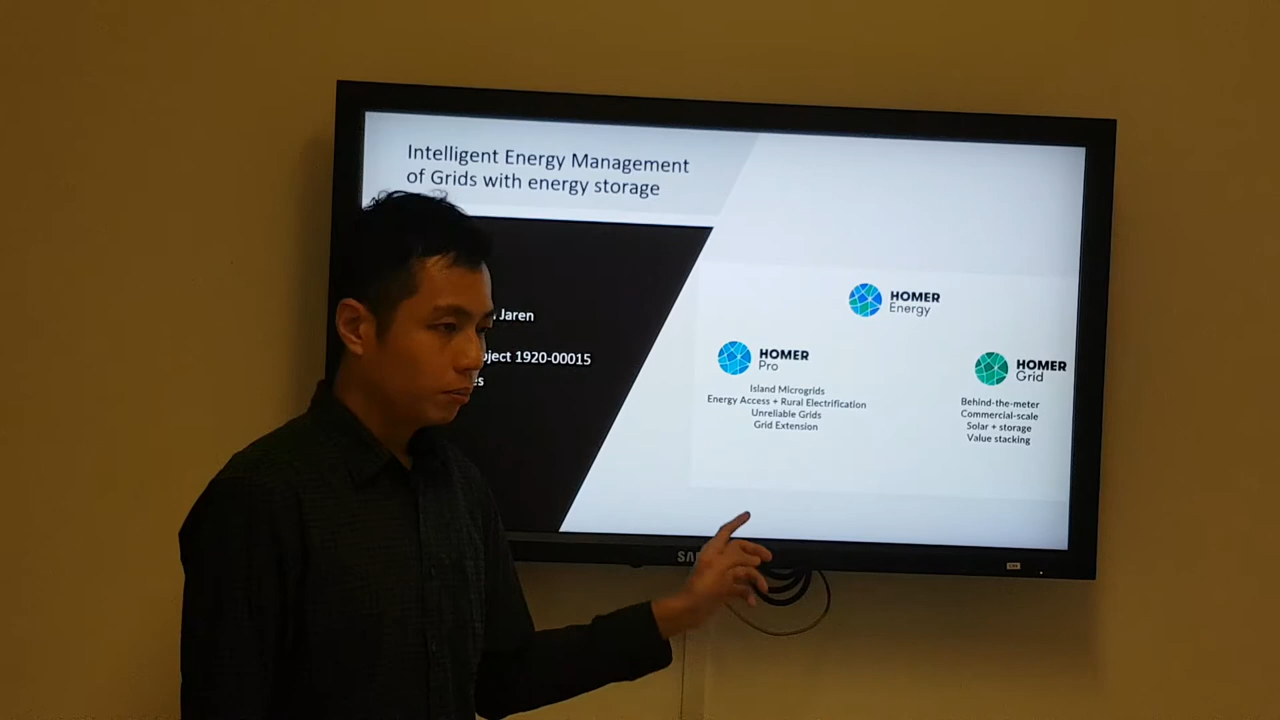 Intelligent Energy Management
of Grids with energy storage
Jaren
1920-00015
HOMER
Energy
HOMER
Pro
Island Microgrids
Energy Access + Rural Electrification
Unreliable Grids
Grid Extension
HOMER
Grid
Behind-the-meter
Commercial-scale
Solar + storage
Value stacking